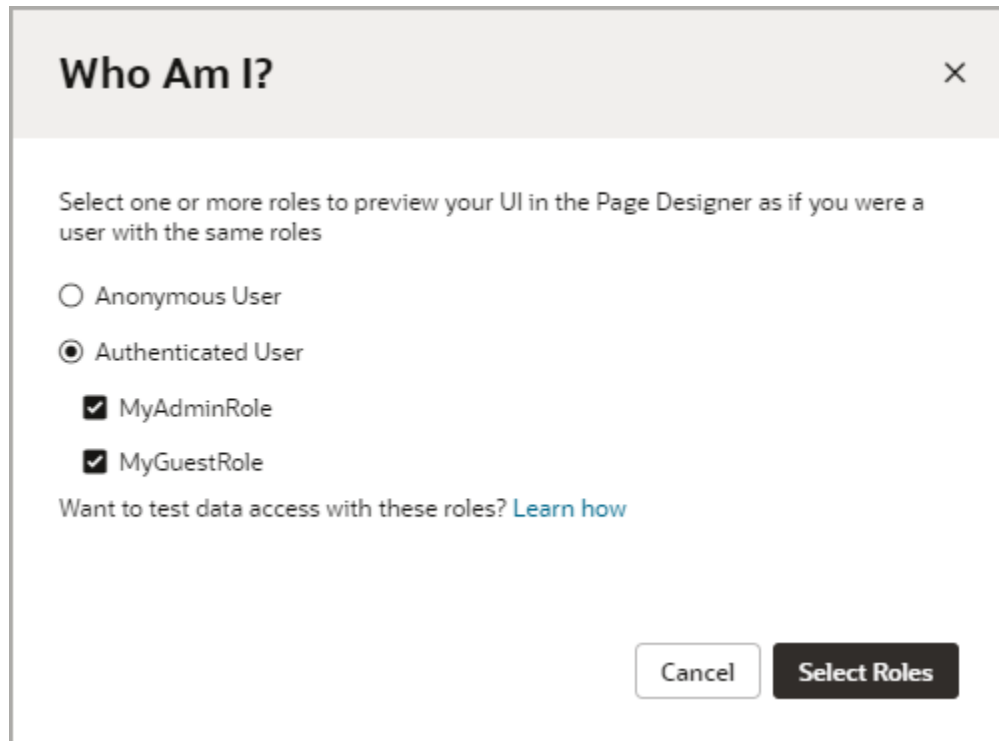 Who Am I?
Select one or more roles to preview your UI in the Page Designer as if you were a
user with the same roles
Anonymous User
Authenticated User
MyAdminRole
MyGuestRole
Want to test data access with these roles? Learn how
Cancel Select Roles